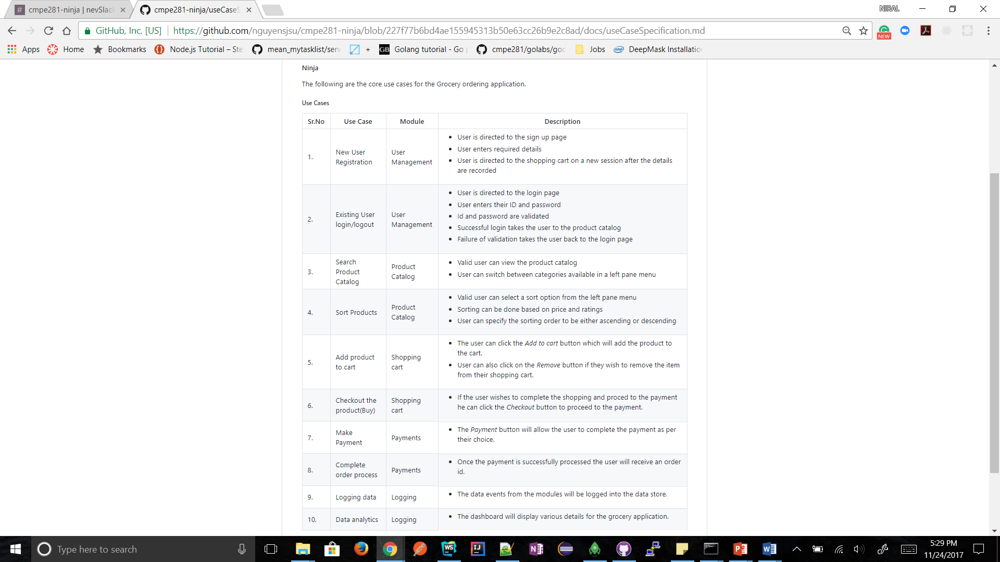 cmpe281-ninja | nevSlac
cmpe281-ninja/useCaseS
NIRAL
GitHub, Inc. [US]
https://github.com/nguyensjsu/cmpe281-ninja/blob/227f77b6bd4ae155945313b50e63cc26b9e2c8ad/docs/useCaseSpecification.md
NEW
Apps
Home
Bookmarks
Node.js Tutorial – Ste
mean_mytasklist/serv
+
GB
Golang tutorial - Go
cmpe281/golabs/goc
Jobs
intel
DeepMask Installatio
Ninja
The following are the core use cases for the Grocery ordering application.
Use Cases
Sr.No Use Case Module Description
1.
New User
Registration
User
Management
• User is directed to the sign up page
• User enters required details
• User is directed to the shopping cart on a new session after the details
are recorded
2.
Existing User
login/logout
User
Management
• User is directed to the login page
• User enters their ID and password
• Id and password are validated
• Successful login takes the user to the product catalog
• Failure of validation takes the user back to the login page
3.
Search
Product
Catalog
Product
Catalog
• Valid user can view the product catalog
• User can switch between categories available in a left pane menu
4.
Sort Products
Product
Catalog
• Valid user can select a sort option from the left pane menu
• Sorting can be done based on price and ratings
• User can specify the sorting order to be either ascending or descending
5.
Add product
to cart
Shopping
cart
• The user can click the Add to cart button which will add the product to
the cart.
• User can also click on the Remove button if they wish to remove the item
from their shopping cart.
6.
Checkout the
product(Buy)
Shopping
cart
• If the user wishes to complete the shopping and proced to the payment
he can click the Checkout button to proceed to the payment.
7.
Make
Payment
Payments
• The Payment button will allow the user to complete the payment as per
their choice.
8.
Complete
order process
Payments
• Once the payment is successfully processed the user will receive an order
id.
9.
Logging data
Logging
• The data events from the modules will be logged into the data store.
10.
Data analytics
Logging
• The dashboard will display various details for the grocery application.
Type here to search
WS
IJ
N
P
W
5:29 PM
11/24/2017